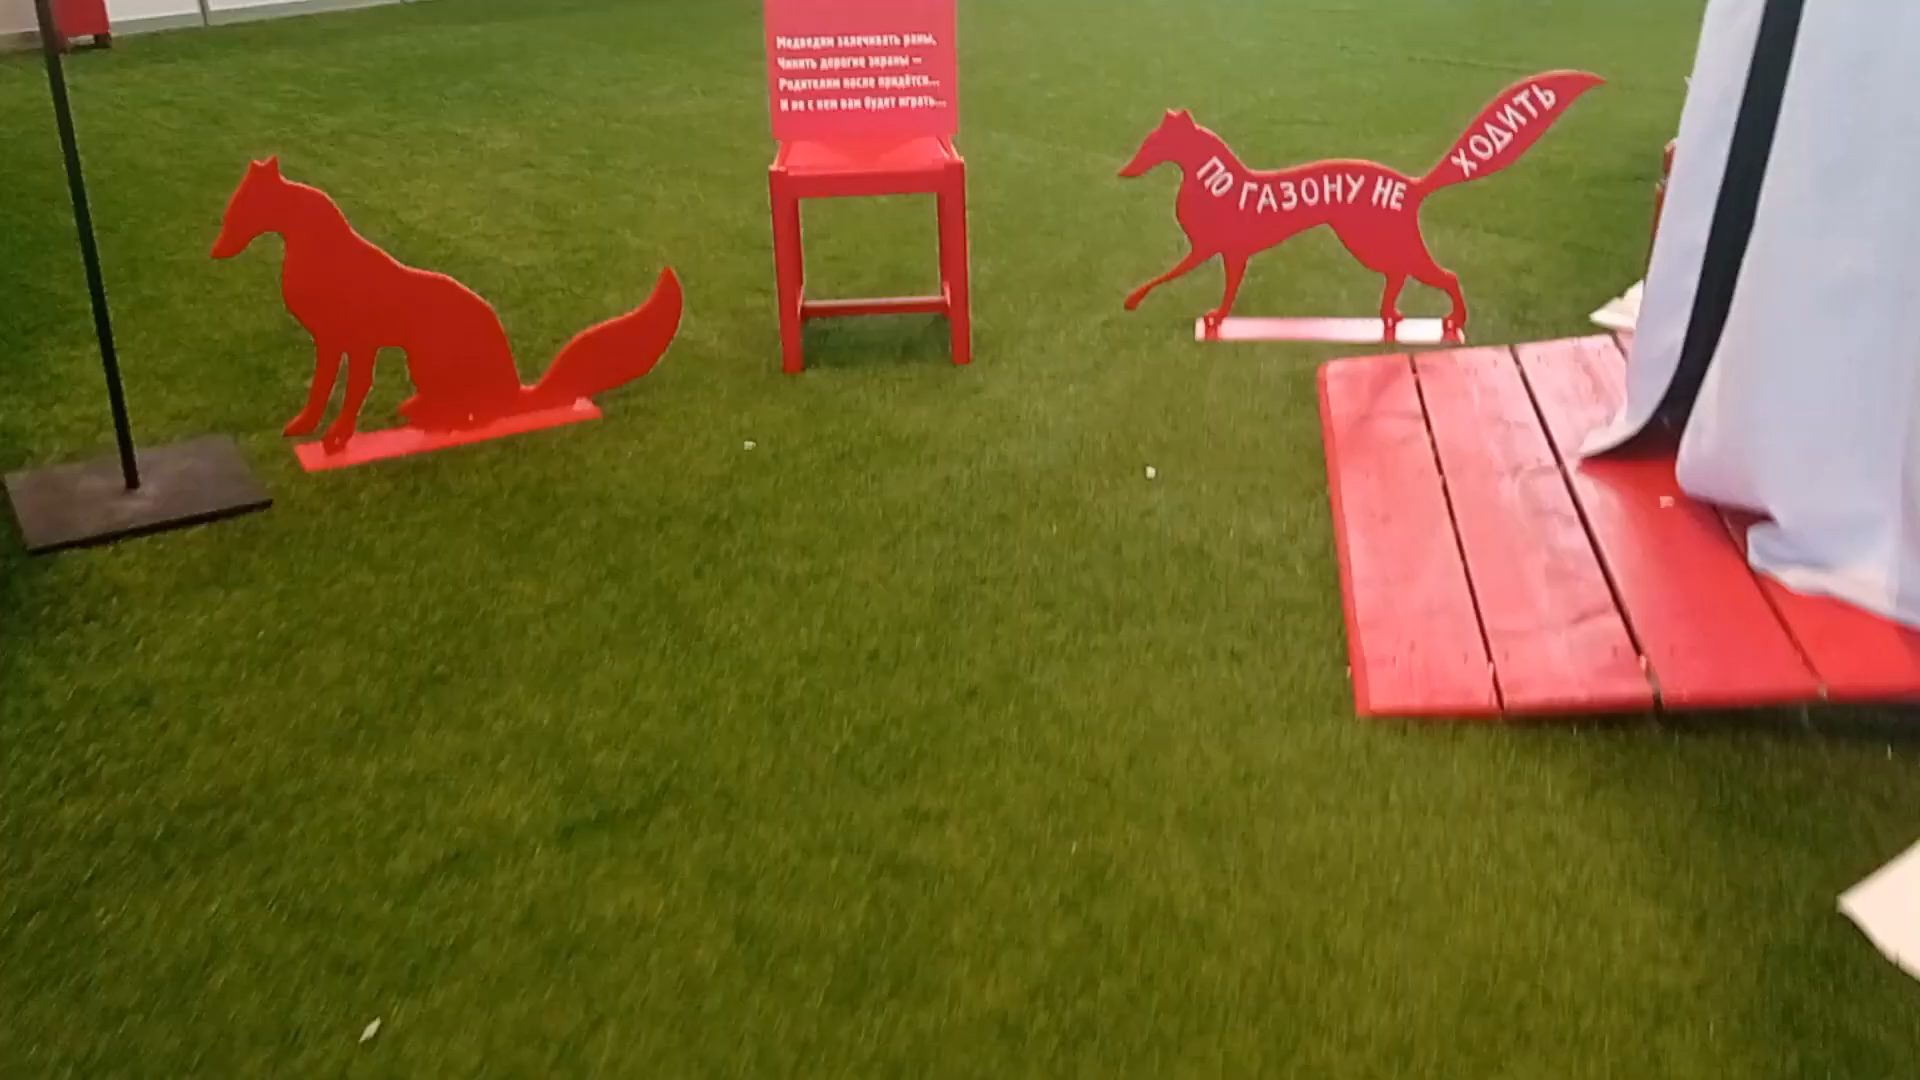 Медведям залечивать раны,
Чинить дорогие экраны —
Родителям после придётся...
И не с кем вам будет играть...
ПО ГАЗОНУ НЕ ХОДИТЬ